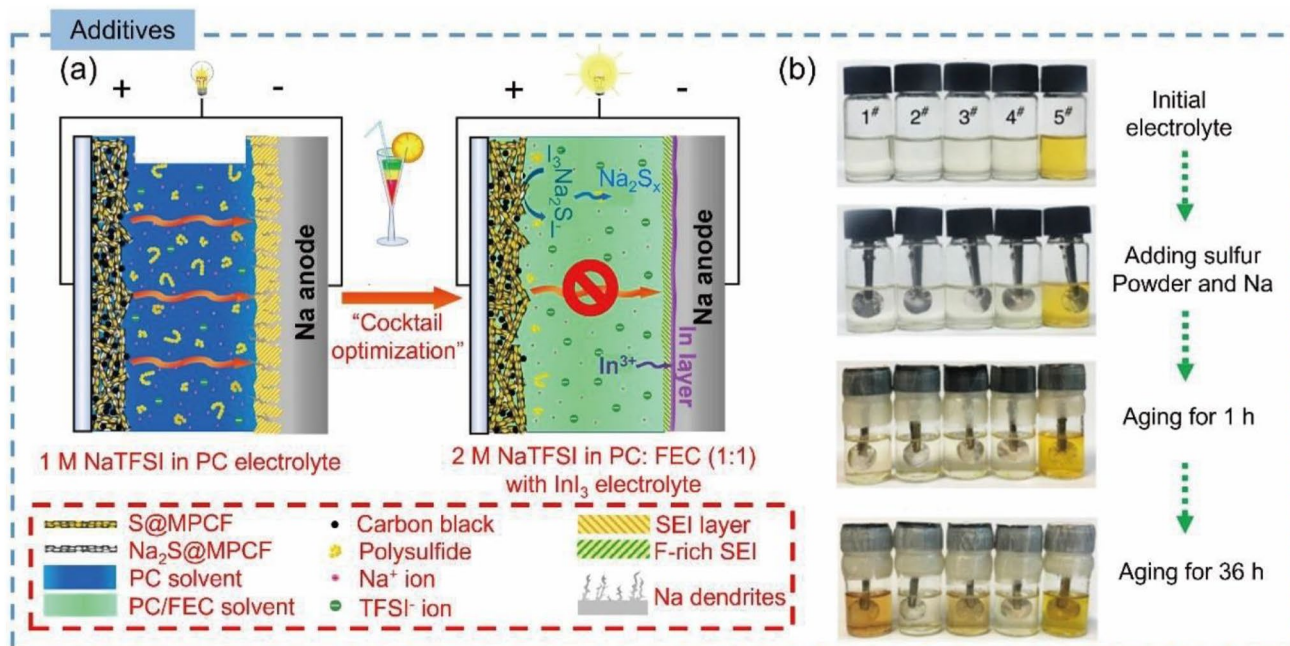 Additives
(a)
+
-
Na anode
"Cocktail
optimization"
1 M NaTFSI in PC electrolyte
+
-
I₃⁻
Na₂S
I⁻
Na₂Sₓ
In³⁺
In layer
Na anode
2 M NaTFSI in PC: FEC (1:1)
with InI₃ electrolyte
S@MPCF
Na₂S@MPCF
PC solvent
PC/FEC solvent
Carbon black
Polysulfide
Na⁺ ion
TFSI⁻ ion
SEI layer
F-rich SEI
Na dendrites
(b)
1# 2# 3# 4# 5#
Initial
electrolyte
Adding sulfur
Powder and Na
Aging for 1 h
Aging for 36 h